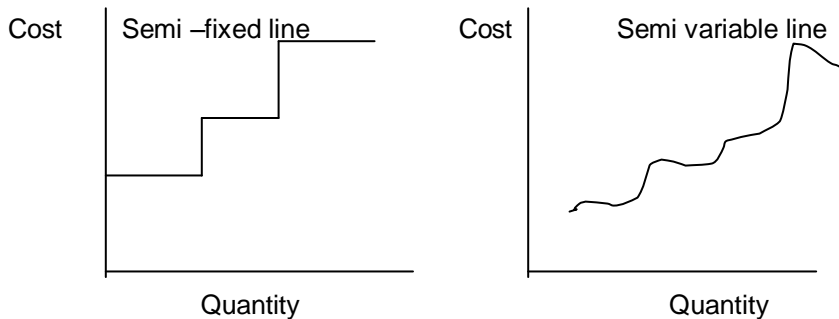 Cost
Semi –fixed line
Quantity
Cost
Semi variable line
Quantity